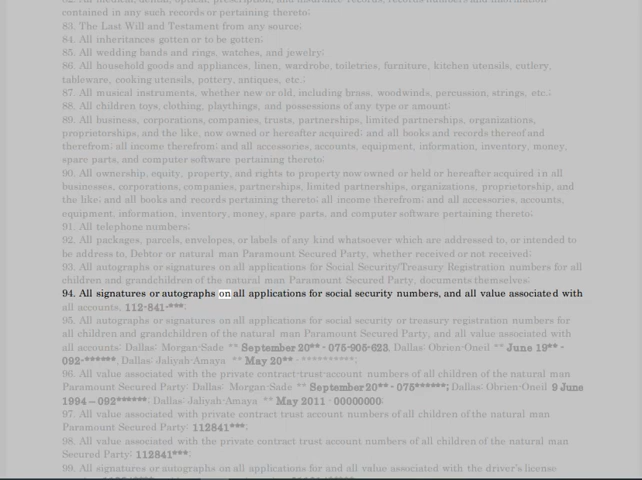 contained in any such records or pertaining thereto;
83. The Last Will and Testament from any source;
84. All inheritances gotten or to be gotten;
85. All wedding bands and rings, watches, and jewelry;
86. All household goods and appliances, linen, wardrobe, toiletries, furniture, kitchen utensils, cutlery,
tableware, cooking utensils, pottery, antiques, etc.;
87. All musical instruments, whether new or old, including brass, woodwinds, percussion, strings, etc.;
88. All children toys, clothing, playthings, and possessions of any type or amount;
89. All business, corporations, companies, trusts, partnerships, limited partnerships, organizations,
proprietorships, and the like, now owned or hereafter acquired; and all books and records thereof and
therefrom; all income therefrom; and all accessories, accounts, equipment, information, inventory, money,
spare parts, and computer software pertaining thereto;
90. All ownership, equity, property, and rights to property now owned or held or hereafter acquired in all
businesses, corporations, companies, partnerships, limited partnerships, organizations, proprietorship, and
the like; and all books and records pertaining thereto; all income therefrom; and all accessories, accounts,
equipment, information, inventory, money, spare parts, and computer software pertaining thereto;
91. All telephone numbers;
92. All packages, parcels, envelopes, or labels of any kind whatsoever which are addressed to, or intended to
be address to, Debtor or natural man Paramount Secured Party, whether received or not received;
93. All autographs or signatures on all applications for Social Security/Treasury Registration numbers for all
children and grandchildren of the natural man Paramount Secured Party, documents themselves;
94. All signatures or autographs on all applications for social security numbers, and all value associated with
all accounts. 112-841-***;
95. All autographs or signatures on all applications for social security or treasury registration numbers for
all children and grandchildren of the natural man Paramount Secured Party, and all value associated with
all accounts: Dallas: Morgan-Sade ** September 20** - 075-905-623, Dallas: Obrien-Oneil ** June 19** -
092-******, Dallas: Jaliyah-Amaya ** May 20** - **********;
96. All value associated with the private contract-trust-account numbers of all children of the natural man
Paramount Secured Party: Dallas: Morgan-Sade ** September20** - 075******; Dallas: Obrien-Oneil 9 June
1994 – 092******; Dallas: Jaliyah-Amaya ** May 2011 - 00000000;
97. All value associated with private contract trust account numbers of all children of the natural man
Paramount Secured Party: 112841***;
98. All value associated with the private contract trust account numbers of all children of the natural man
Secured Party: 112841***;
99. All signatures or autographs on all applications for and all value associated with the driver's license